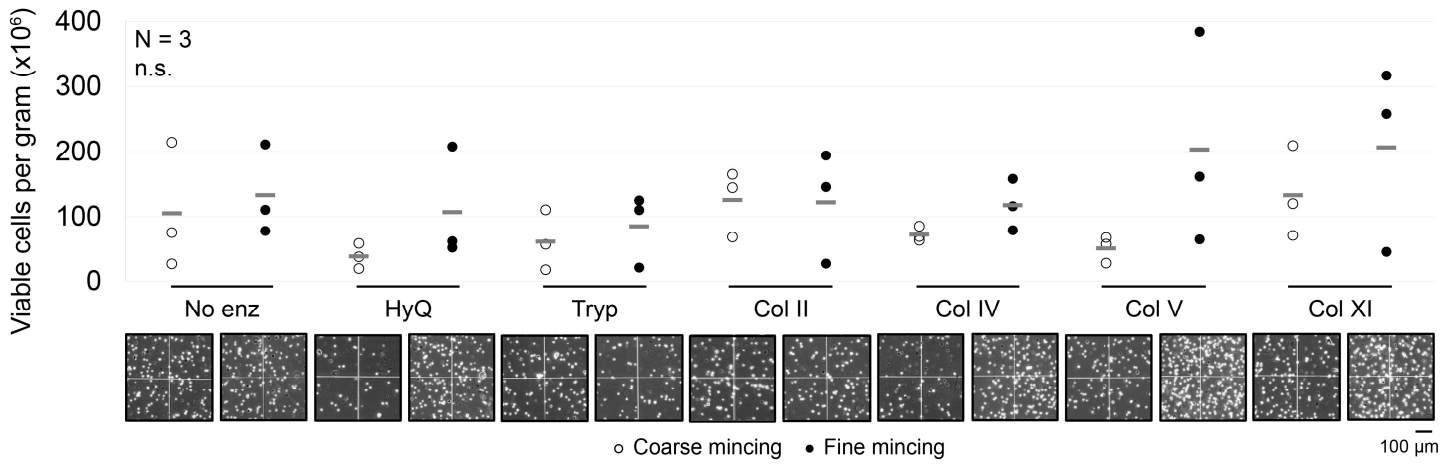 Viable cells per gram (x10⁶)
400
300
200
100
0
N = 3
n.s.
No enz HyQ Tryp Col II Col IV Col V Col XI
○ Coarse mincing ● Fine mincing
100 µm